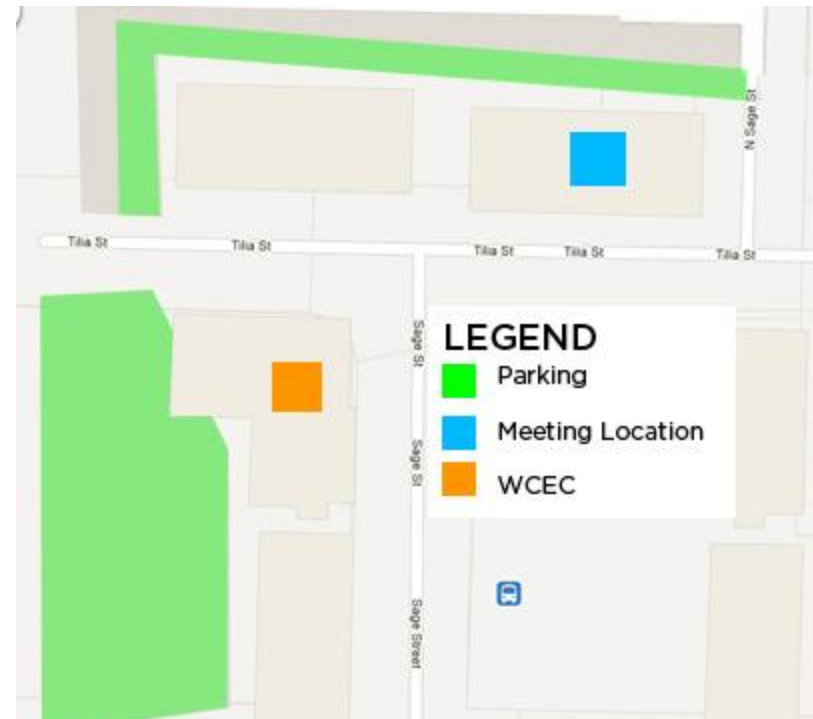 N Sage St
Tilia St
Tilia St
Tilia St
Tilia St
Tilia St
Sage St
LEGEND
Parking
Meeting Location
Sage St
WCEC
Sage Street